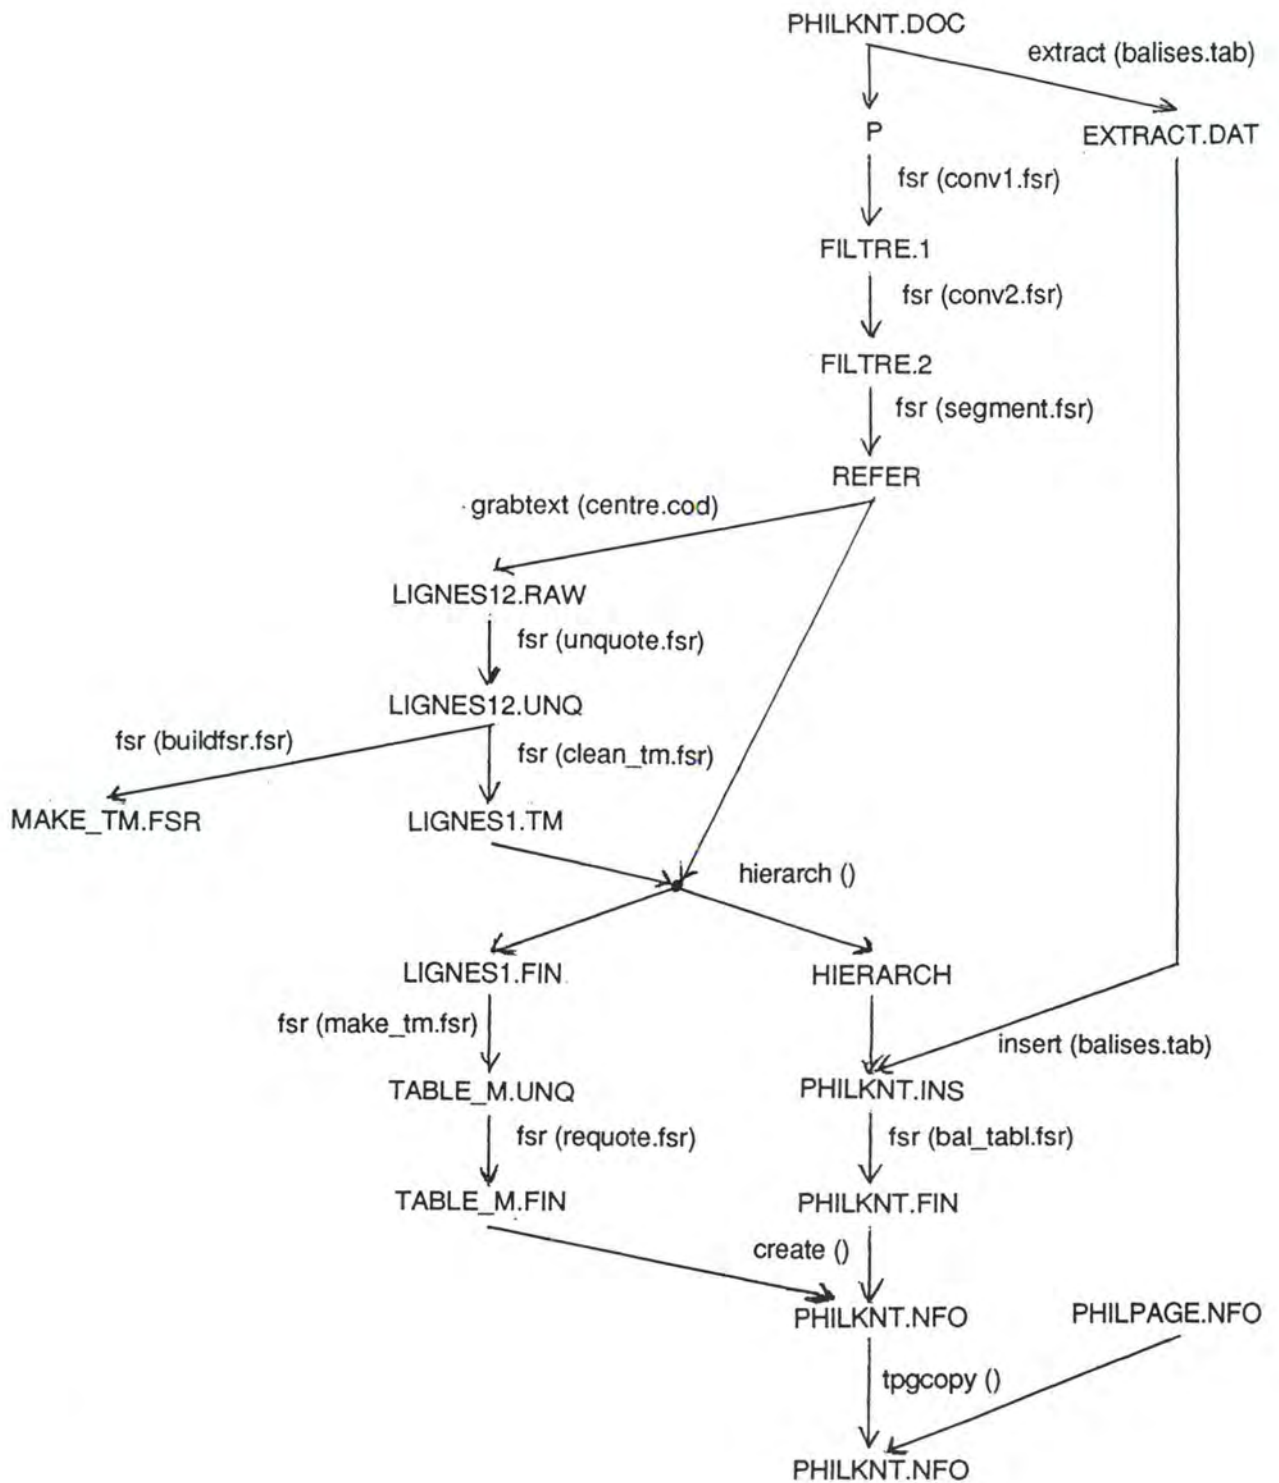 PHILKNT.DOC
extract (balises.tab)
P
EXTRACT.DAT
fsr (conv1.fsr)
FILTRE.1
fsr (conv2.fsr)
FILTRE.2
fsr (segment.fsr)
REFER
grabtext (centre.cod)
LIGNES12.RAW
fsr (unquote.fsr)
LIGNES12.UNQ
fsr (buildfsr.fsr)
fsr (clean_tm.fsr)
MAKE_TM.FSR
LIGNES1.TM
hierarch ()
LIGNES1.FIN
HIERARCH
fsr (make_tm.fsr)
insert (balises.tab)
TABLE_M.UNQ
PHILKNT.INS
fsr (requote.fsr)
fsr (bal_tabl.fsr)
TABLE_M.FIN
PHILKNT.FIN
create ()
PHILKNT.NFO
PHILPAGE.NFO
tpgcopy ()
PHILKNT.NFO